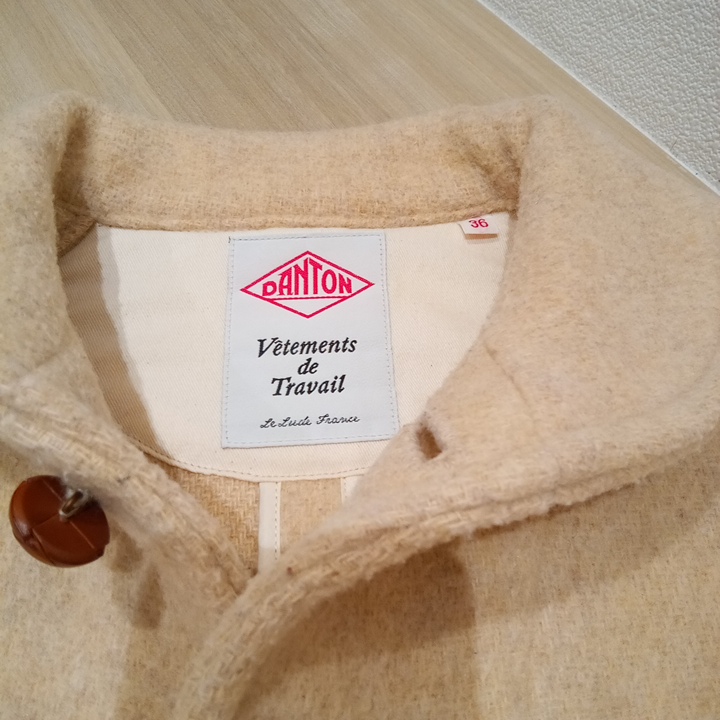 36
DANTON
Vêtements
de
Travail
Le Lude France